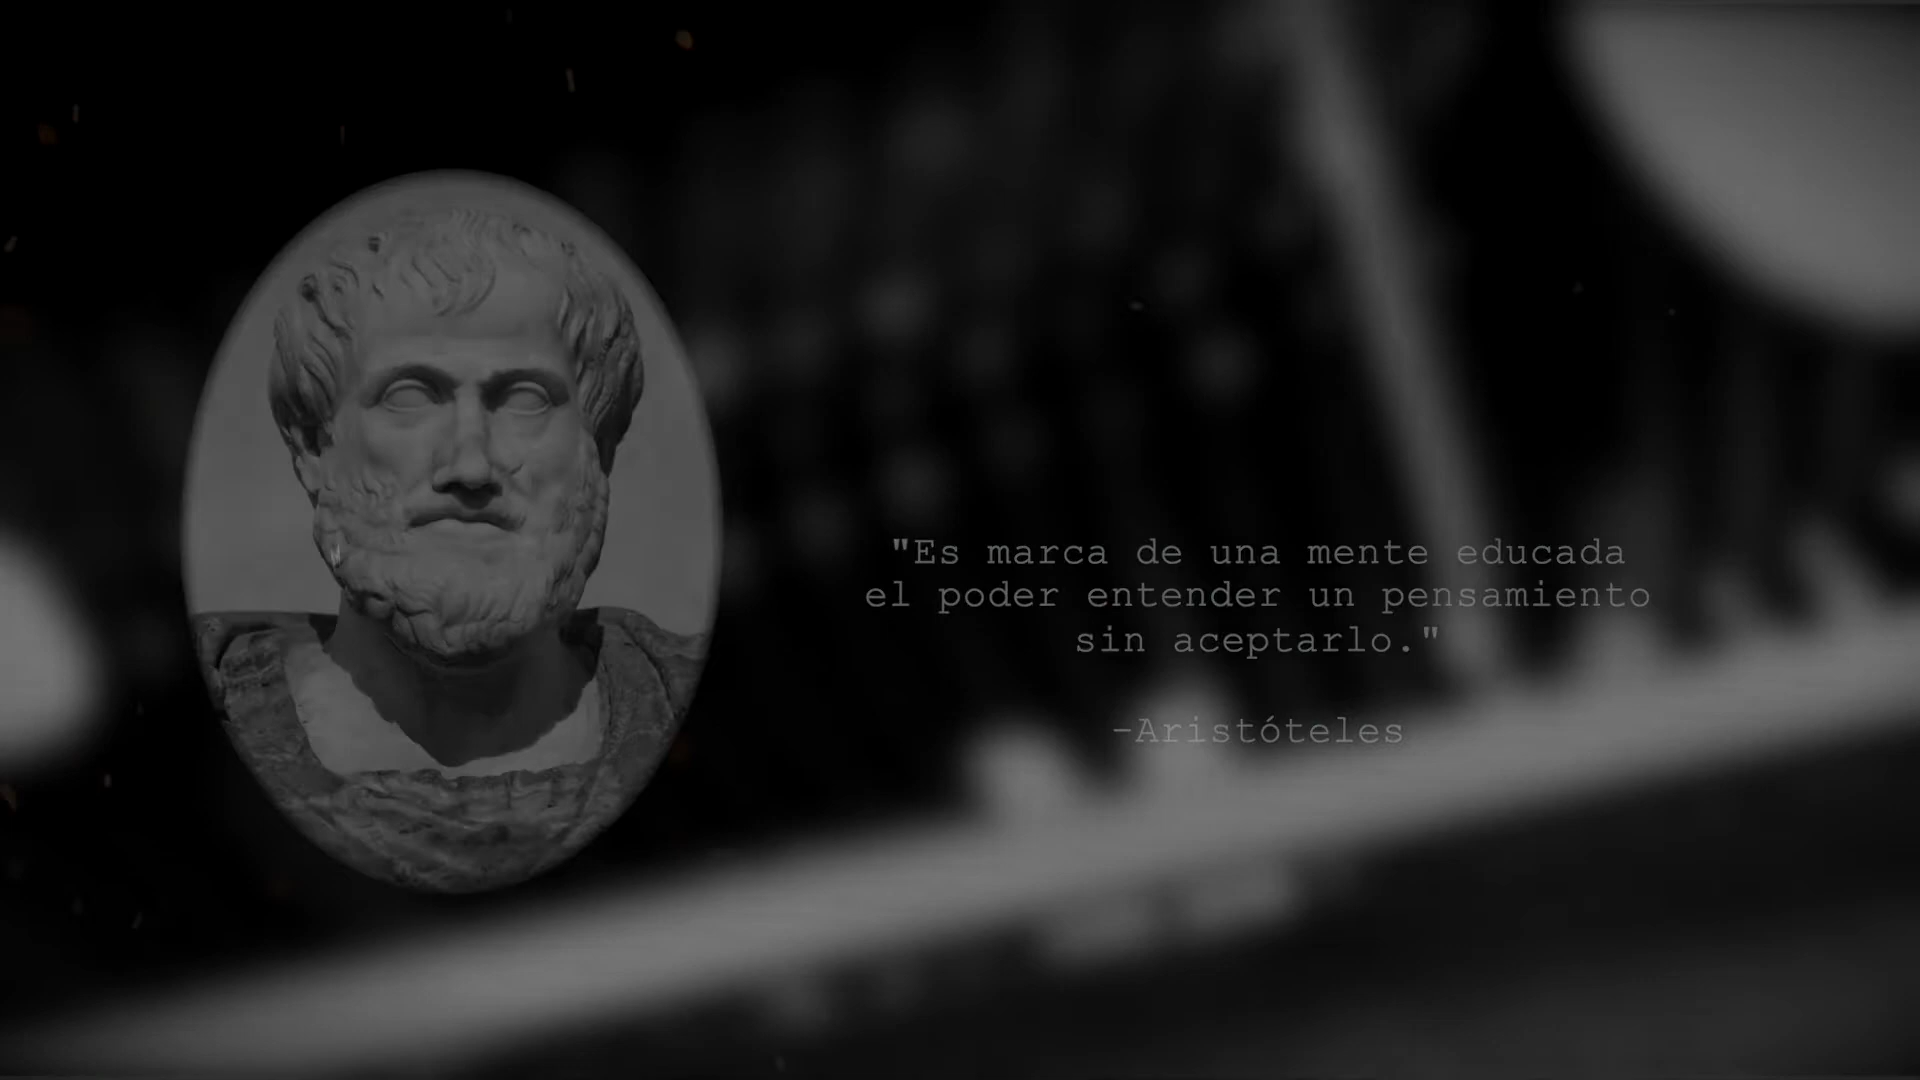 "Es marca de una mente educada
el poder entender un pensamiento
sin aceptarlo."
-Aristóteles